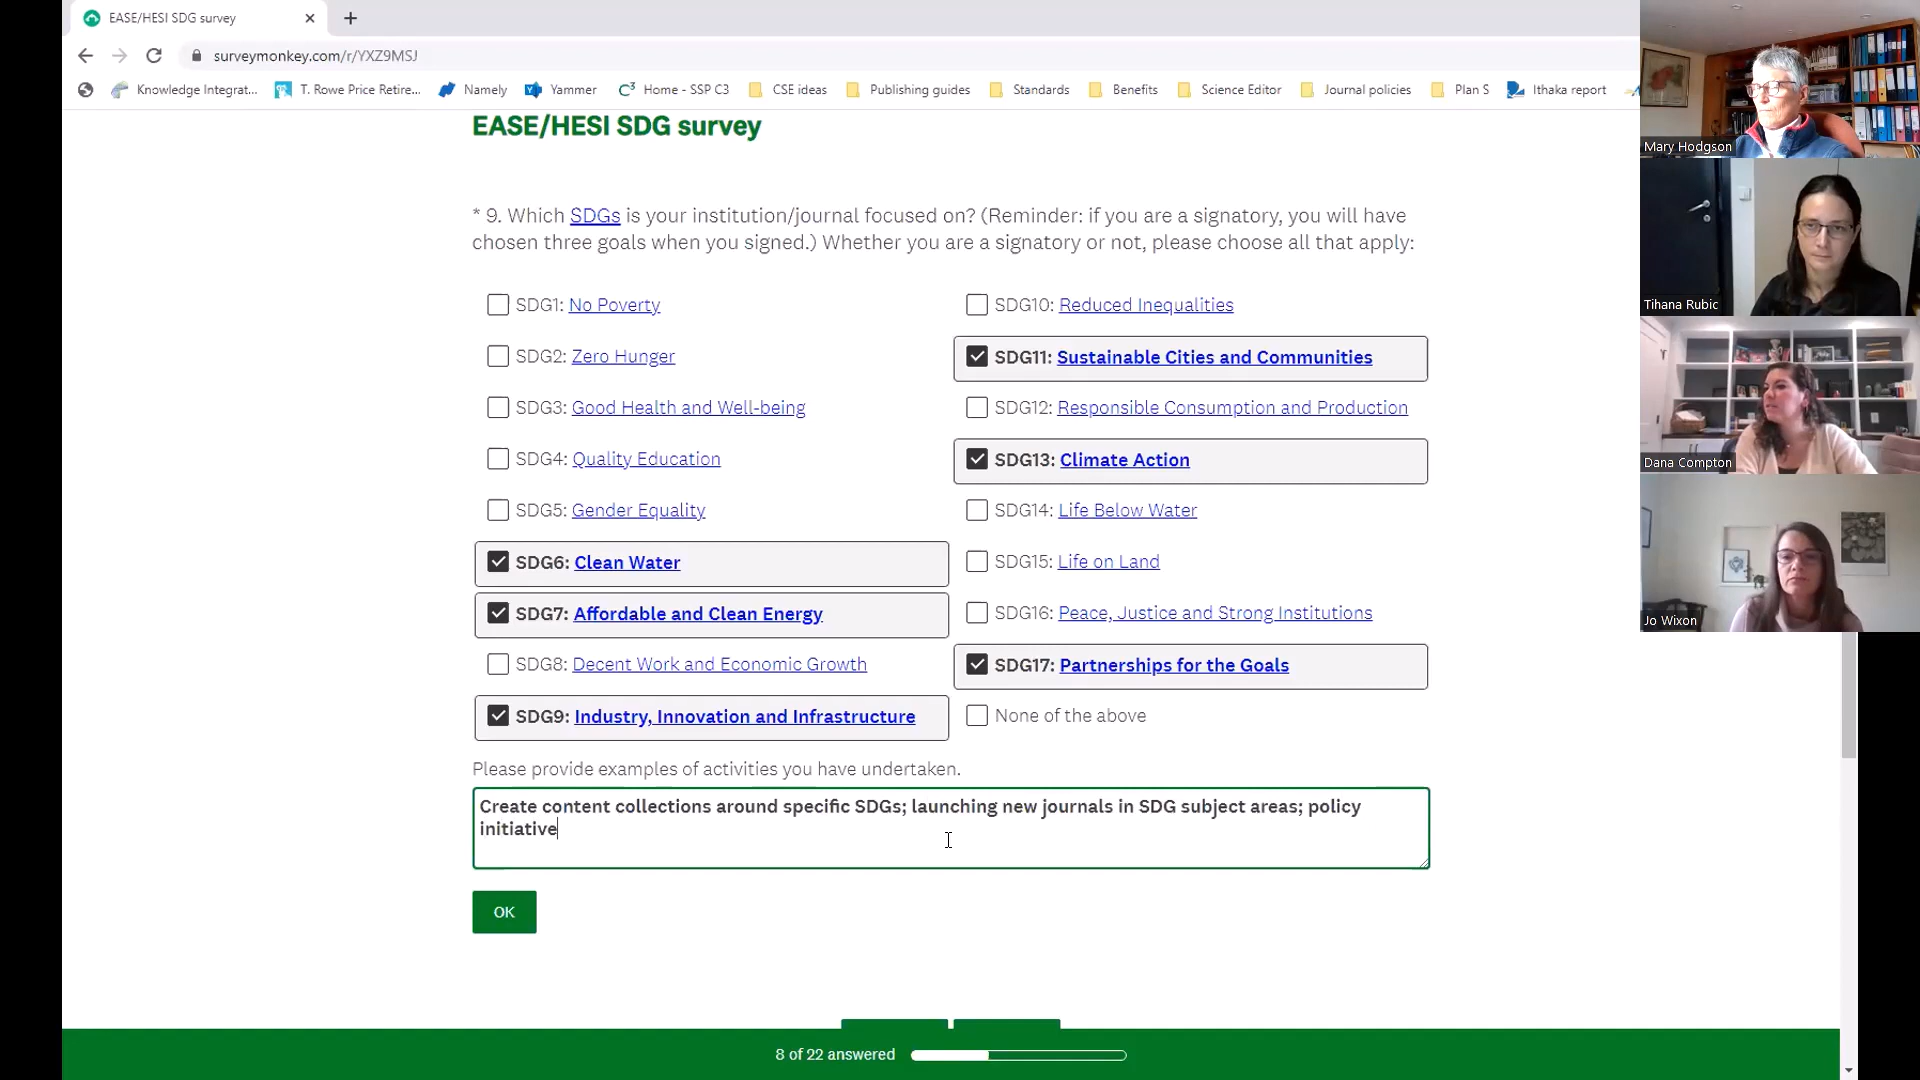 EASE/HESI SDG survey
surveymonkey.com/r/YXZ9MSJ
Knowledge Integrat... T. Rowe Price Retire... Namely Yammer Home - SSP C3 CSE ideas Publishing guides Standards Benefits Science Editor Journal policies Plan S Ithaka report
EASE/HESI SDG survey
* 9. Which SDGs is your institution/journal focused on? (Reminder: if you are a signatory, you will have
chosen three goals when you signed.) Whether you are a signatory or not, please choose all that apply:
SDG1: No Poverty
SDG2: Zero Hunger
SDG3: Good Health and Well-being
SDG4: Quality Education
SDG5: Gender Equality
SDG6: Clean Water
SDG7: Affordable and Clean Energy
SDG8: Decent Work and Economic Growth
SDG9: Industry, Innovation and Infrastructure
SDG10: Reduced Inequalities
SDG11: Sustainable Cities and Communities
SDG12: Responsible Consumption and Production
SDG13: Climate Action
SDG14: Life Below Water
SDG15: Life on Land
SDG16: Peace, Justice and Strong Institutions
SDG17: Partnerships for the Goals
None of the above
Please provide examples of activities you have undertaken.
Create content collections around specific SDGs; launching new journals in SDG subject areas; policy
initiative
OK
8 of 22 answered
Mary Hodgson
Tihana Rubic
Dana Compton
Jo Wixon